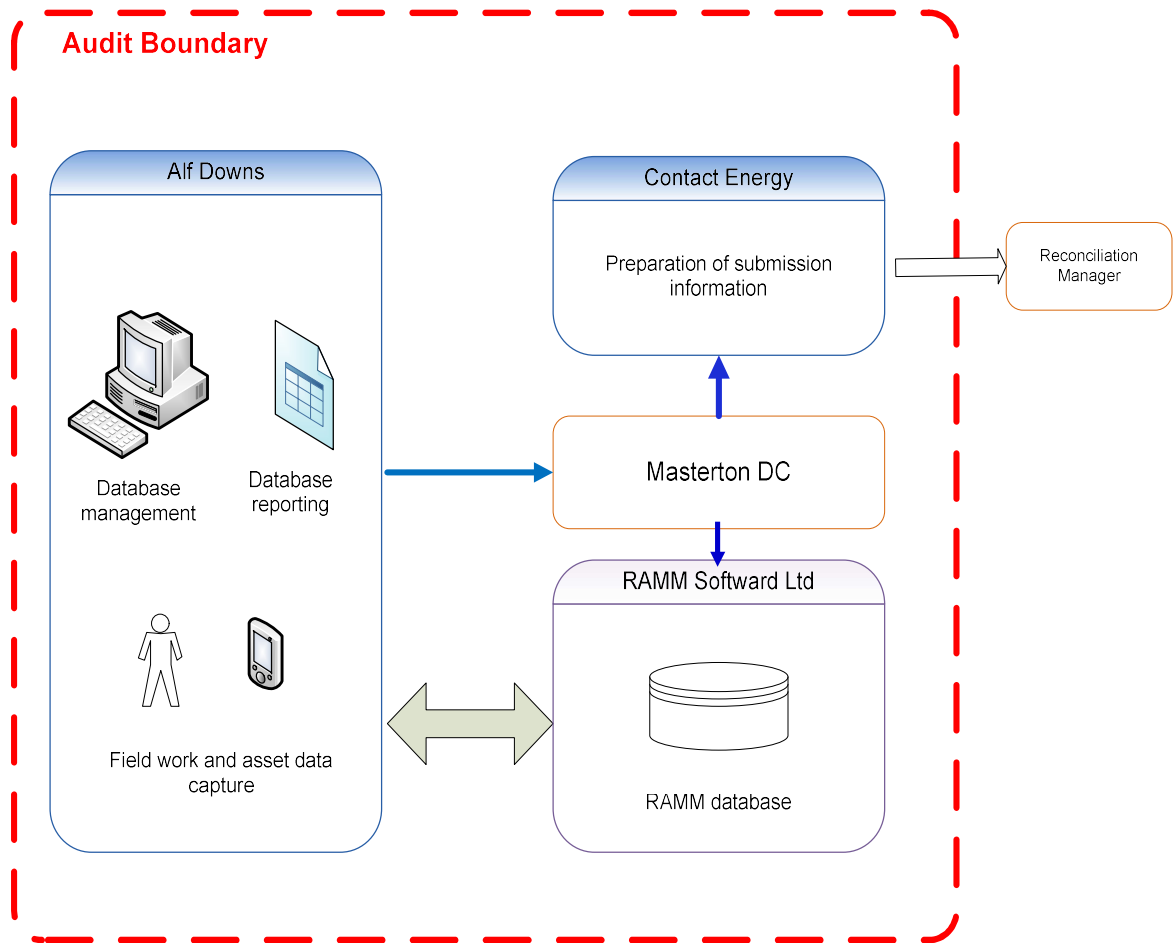 Audit Boundary
Alf Downs
Database
management
Database
reporting
Field work and asset data
capture
Contact Energy
Preparation of submission
information
Reconciliation
Manager
Masterton DC
RAMM Softward Ltd
RAMM database